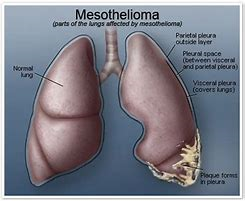 Mesothelioma
(parts of the lungs affected by mesothelioma)
Parietal pleura
outside layer
Pleural space
(between visceral
and parietal pleura)
Normal
lung
Visceral pleura
(covers lungs)
Plaque forms
in pleura